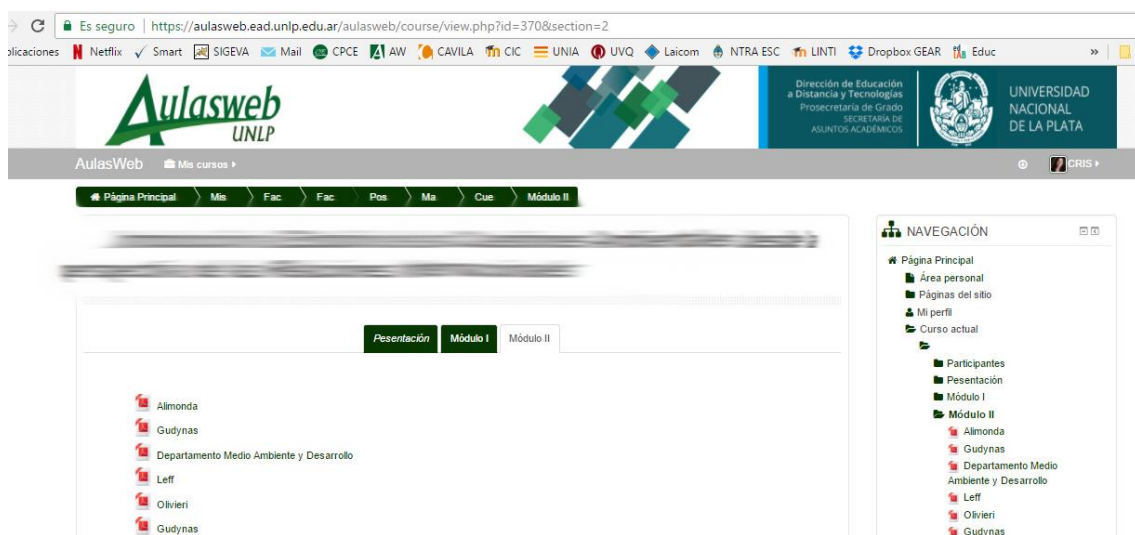 Es seguro | https://aulasweb.ead.unlp.edu.ar/aulasweb/course/view.php?id=370&section=2
plicaciones Netflix Smart SIGEVA Mail CPCE AW CAVILA CIC UNIA UVQ Laicom NTRA ESC LINTI Dropbox GEAR Educ »
Aulasweb
UNLP
Dirección de Educación
a Distancia y Tecnologías
Prosecretaría de Grado
SECRETARÍA DE
ASUNTOS ACADÉMICOS
UNIVERSIDAD
NACIONAL
DE LA PLATA
AulasWeb Mis cursos CRIS
Página Principal Mis Fac Fac Pos Ma Cue Módulo II
Pesentación Módulo I Módulo II
Alimonda
Gudynas
Departamento Medio Ambiente y Desarrollo
Leff
Olivieri
Gudynas
NAVEGACIÓN
Página Principal
Área personal
Páginas del sitio
Mi perfil
Curso actual
Participantes
Pesentación
Módulo I
Módulo II
Alimonda
Gudynas
Departamento Medio
Ambiente y Desarrollo
Leff
Olivieri
Gudynas